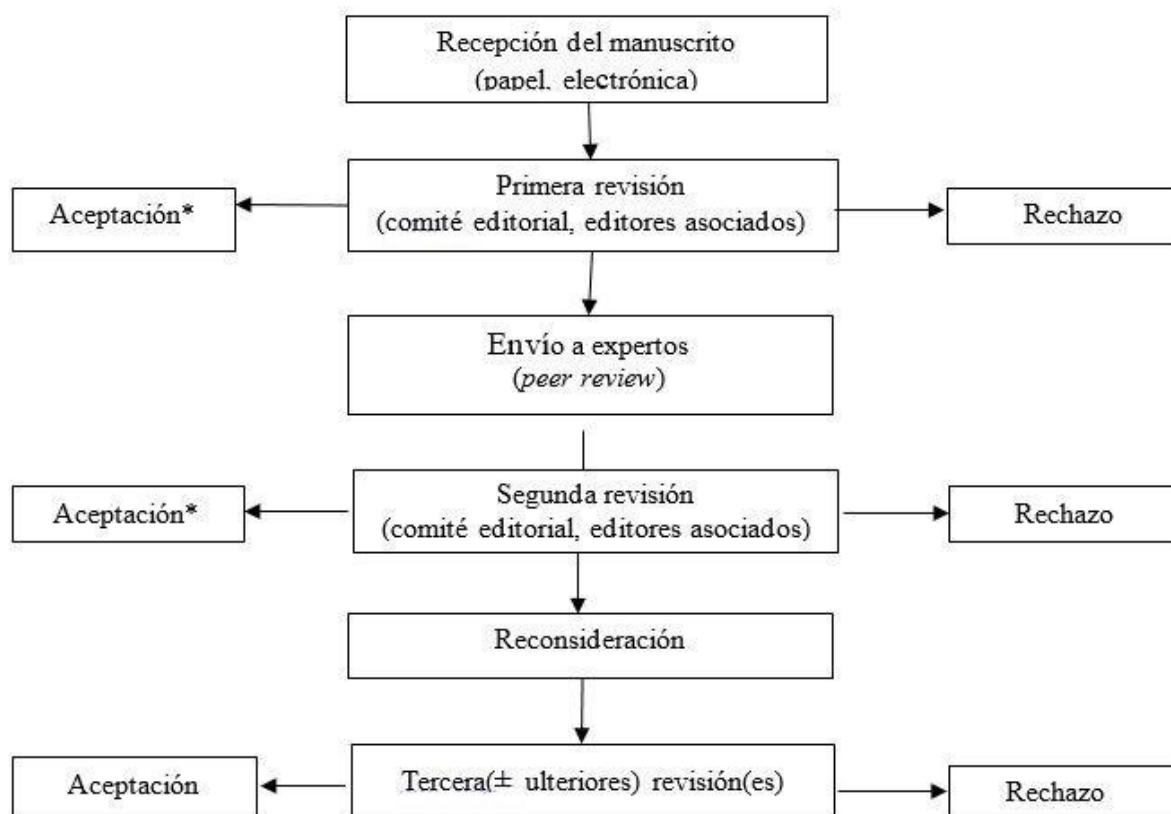 Recepción del manuscrito
(papel, electrónica)
Primera revisión
(comité editorial, editores asociados)
Aceptación*
Rechazo
Envío a expertos
(peer review)
Segunda revisión
(comité editorial, editores asociados)
Aceptación*
Rechazo
Reconsideración
Tercera(± ulteriores) revisión(es)
Aceptación
Rechazo